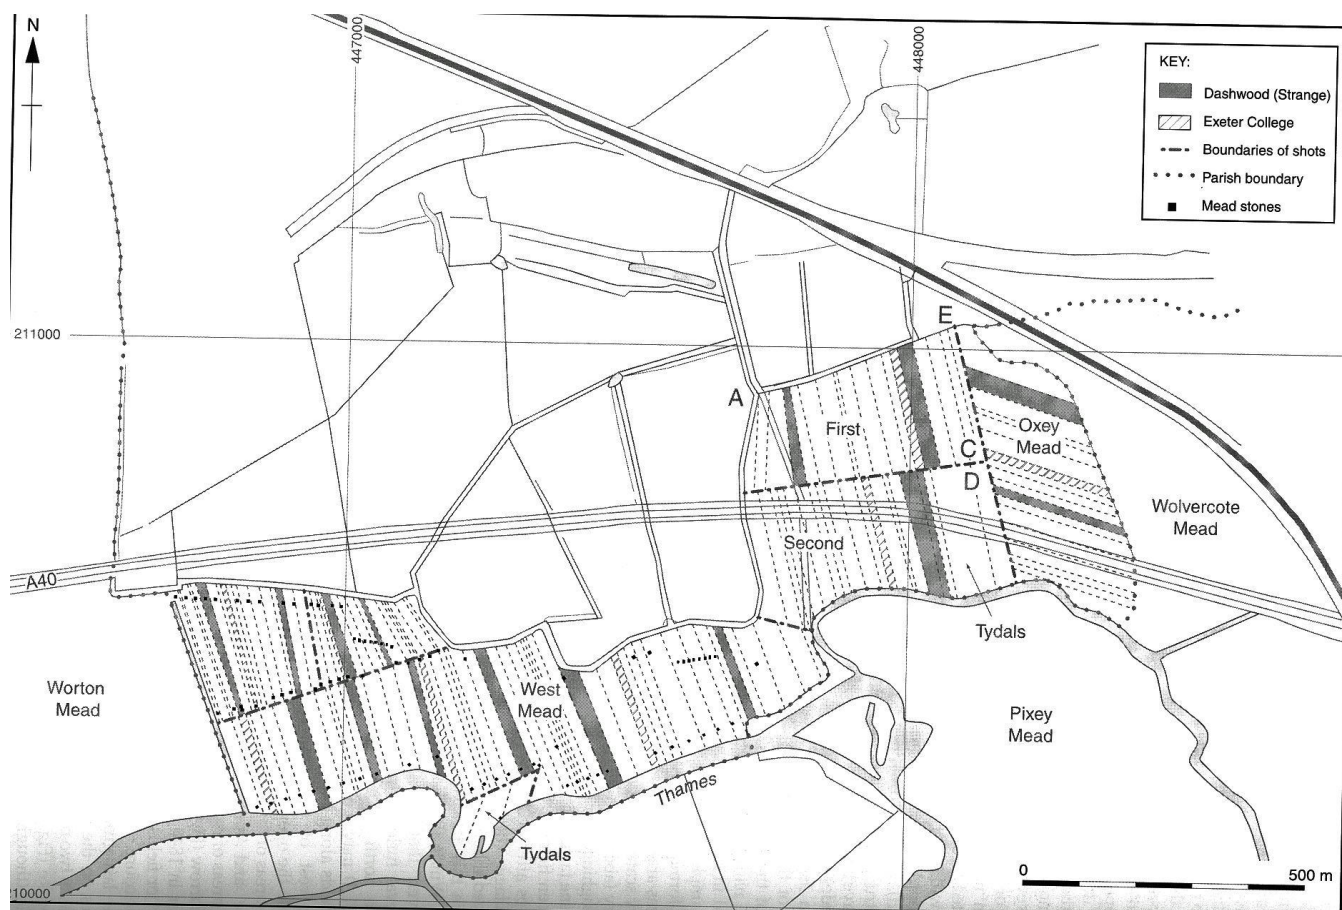 N
447000
448000
KEY:
Dashwood (Strange)
Exeter College
Boundaries of shots
Parish boundary
Mead stones
211000
E
A
First
Oxey
Mead
C
D
Wolvercote
Mead
Second
A40
Tydals
Worton
Mead
West
Mead
Pixey
Mead
Thames
Tydals
0
500 m
210000